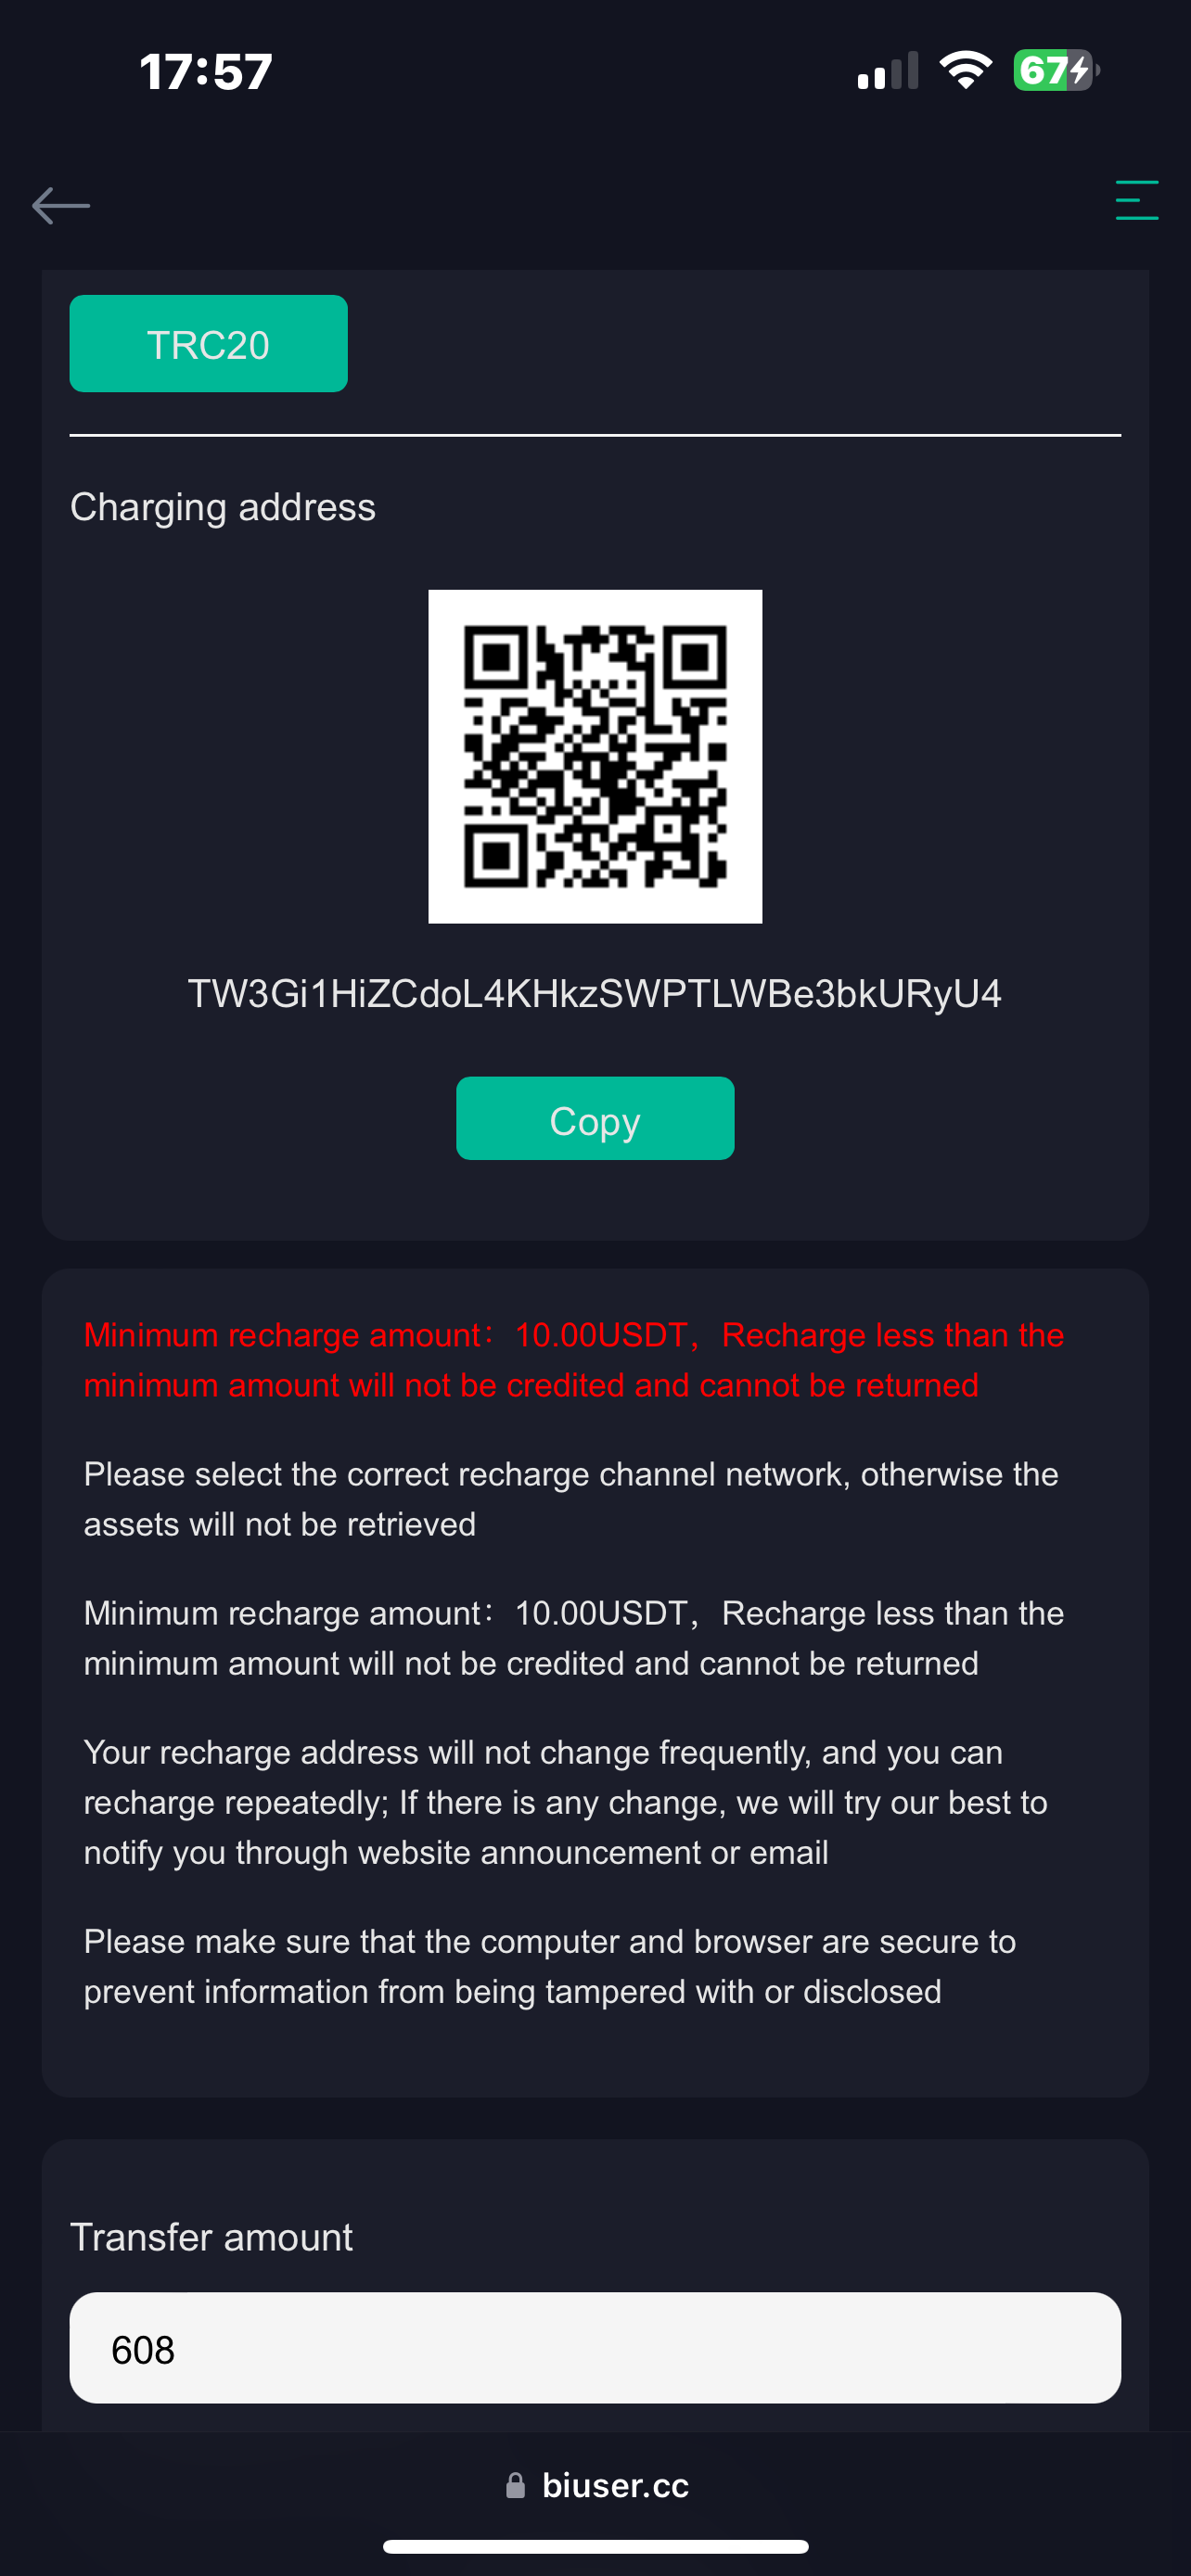 17:57
67
TRC20
Charging address
TW3Gi1HiZCdoL4KHkzSWPTLWBe3bkURyU4
Copy
Minimum recharge amount：10.00USDT，Recharge less than the
minimum amount will not be credited and cannot be returned
Please select the correct recharge channel network, otherwise the
assets will not be retrieved
Minimum recharge amount：10.00USDT，Recharge less than the
minimum amount will not be credited and cannot be returned
Your recharge address will not change frequently, and you can
recharge repeatedly; If there is any change, we will try our best to
notify you through website announcement or email
Please make sure that the computer and browser are secure to
prevent information from being tampered with or disclosed
Transfer amount
608
biuser.cc